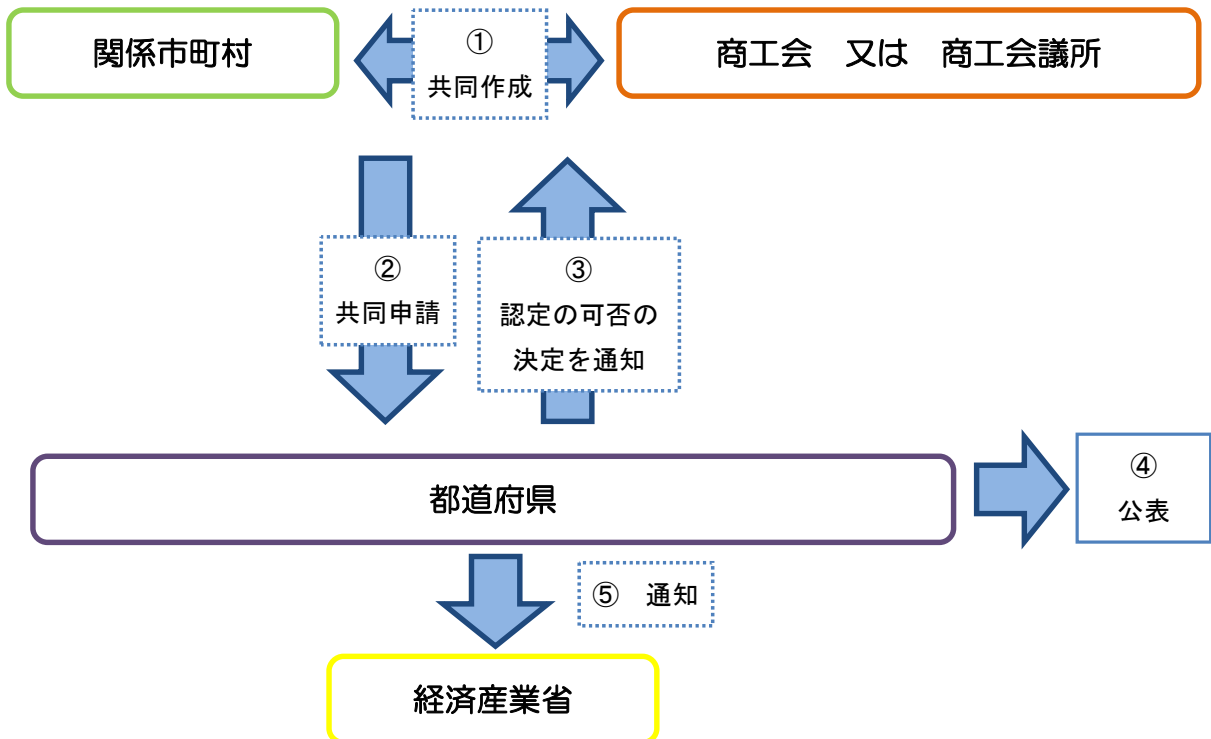 関係市町村
①
共同作成
商工会　又は　商工会議所
②
共同申請
③
認定の可否の
決定を通知
都道府県
④
公表
⑤　通知
経済産業省